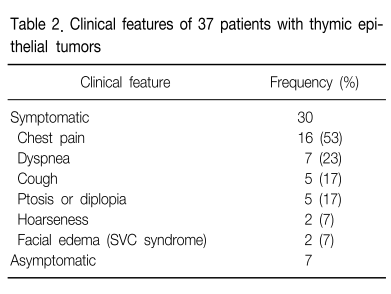 Table 2. Clinical features of 37 patients with thymic epi-
thelial tumors
Clinical feature Frequency (%)
Symptomatic 30
Chest pain 16 (53)
Dyspnea 7 (23)
Cough 5 (17)
Ptosis or diplopia 5 (17)
Hoarseness 2 (7)
Facial edema (SVC syndrome) 2 (7)
Asymptomatic 7